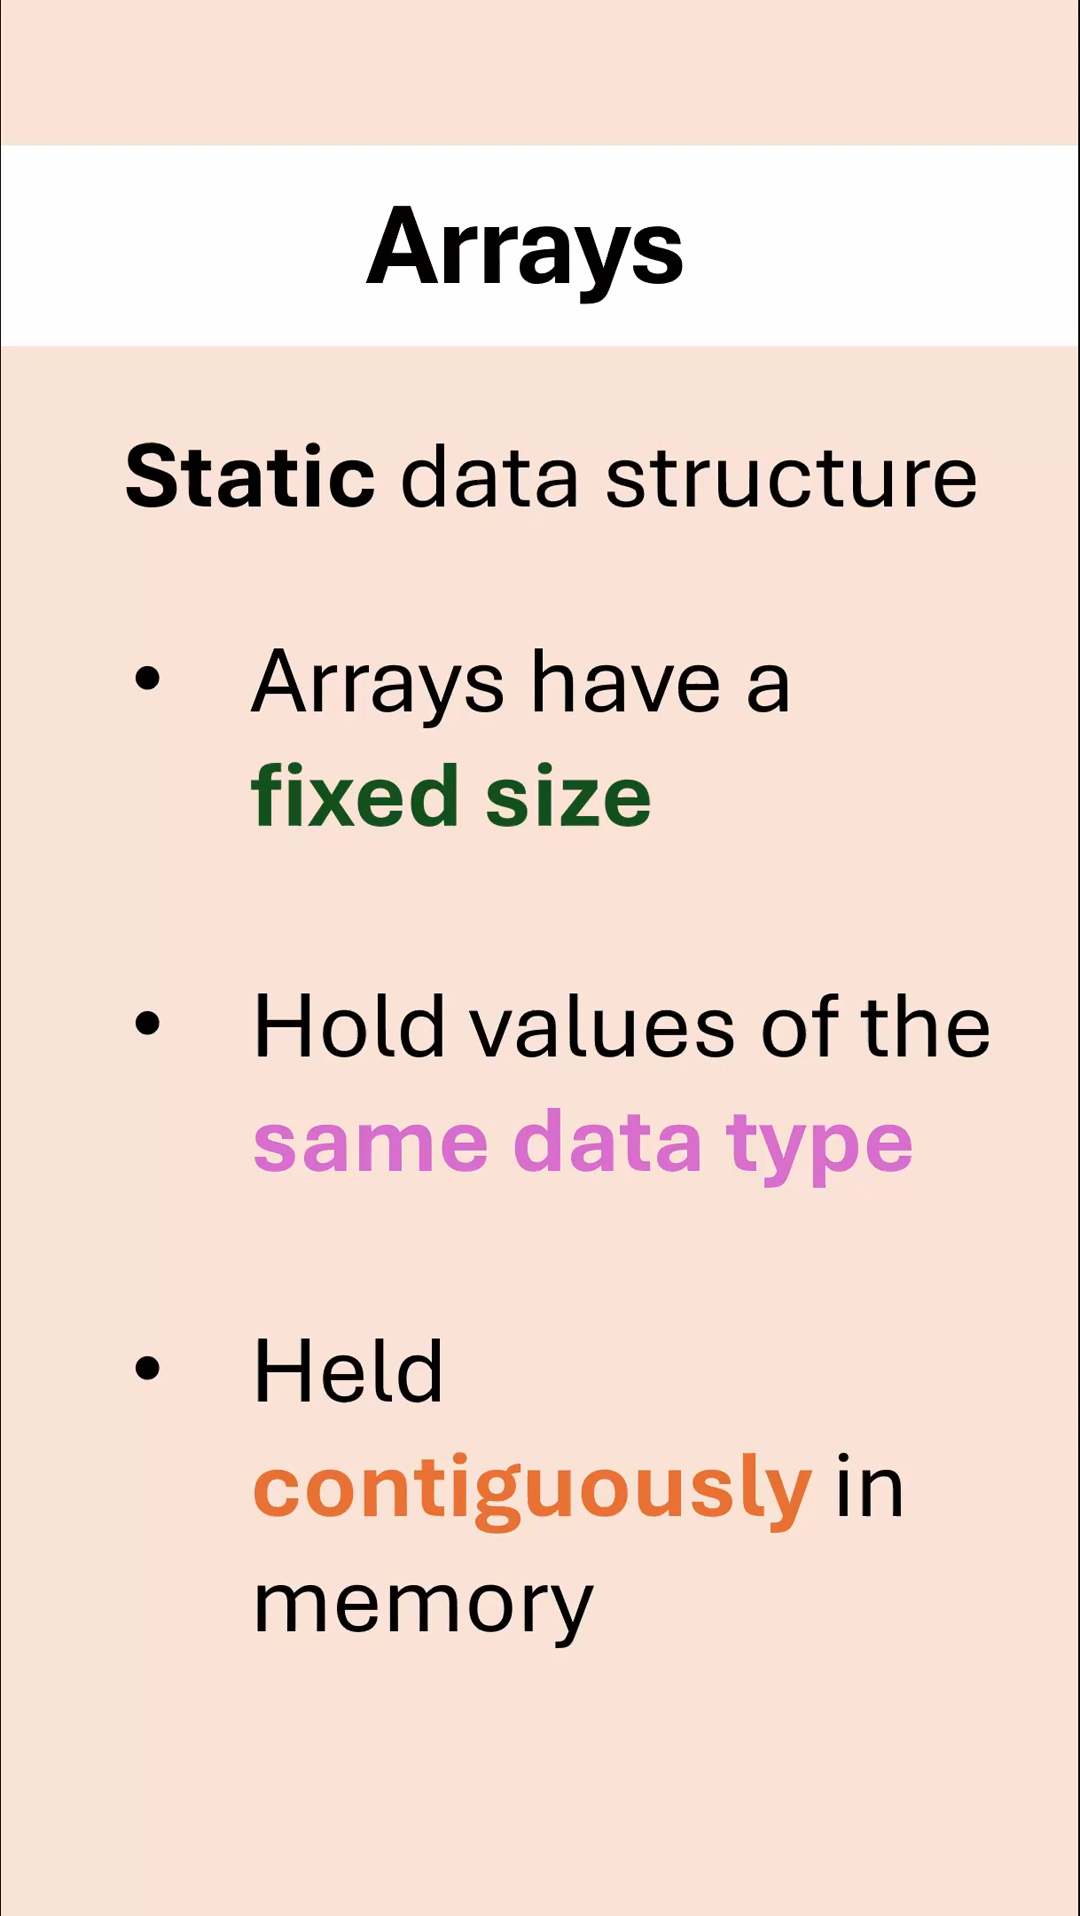 Arrays
Static data structure
• Arrays have a
fixed size
• Hold values of the
same data type
• Held
contiguously in
memory